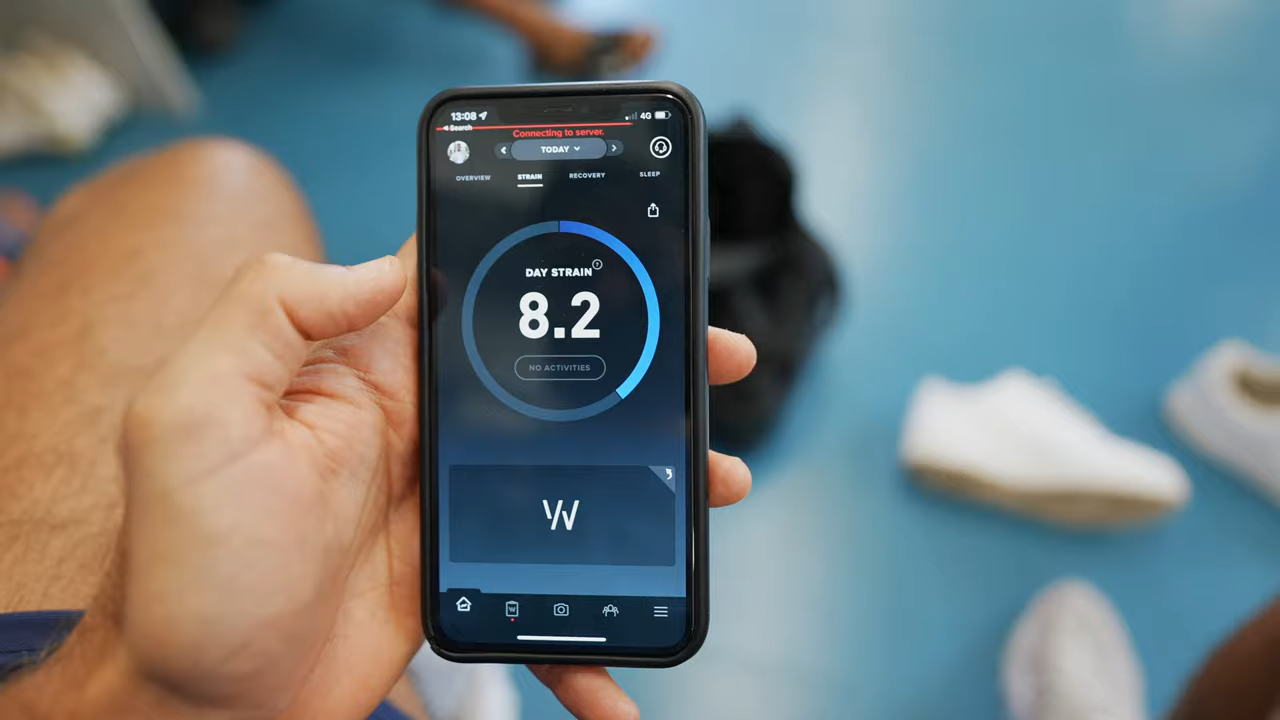 13:08 4G
◀ Search
Connecting to server.
TODAY
OVERVIEW STRAIN RECOVERY SLEEP
DAY STRAIN ?
8.2
NO ACTIVITIES
W